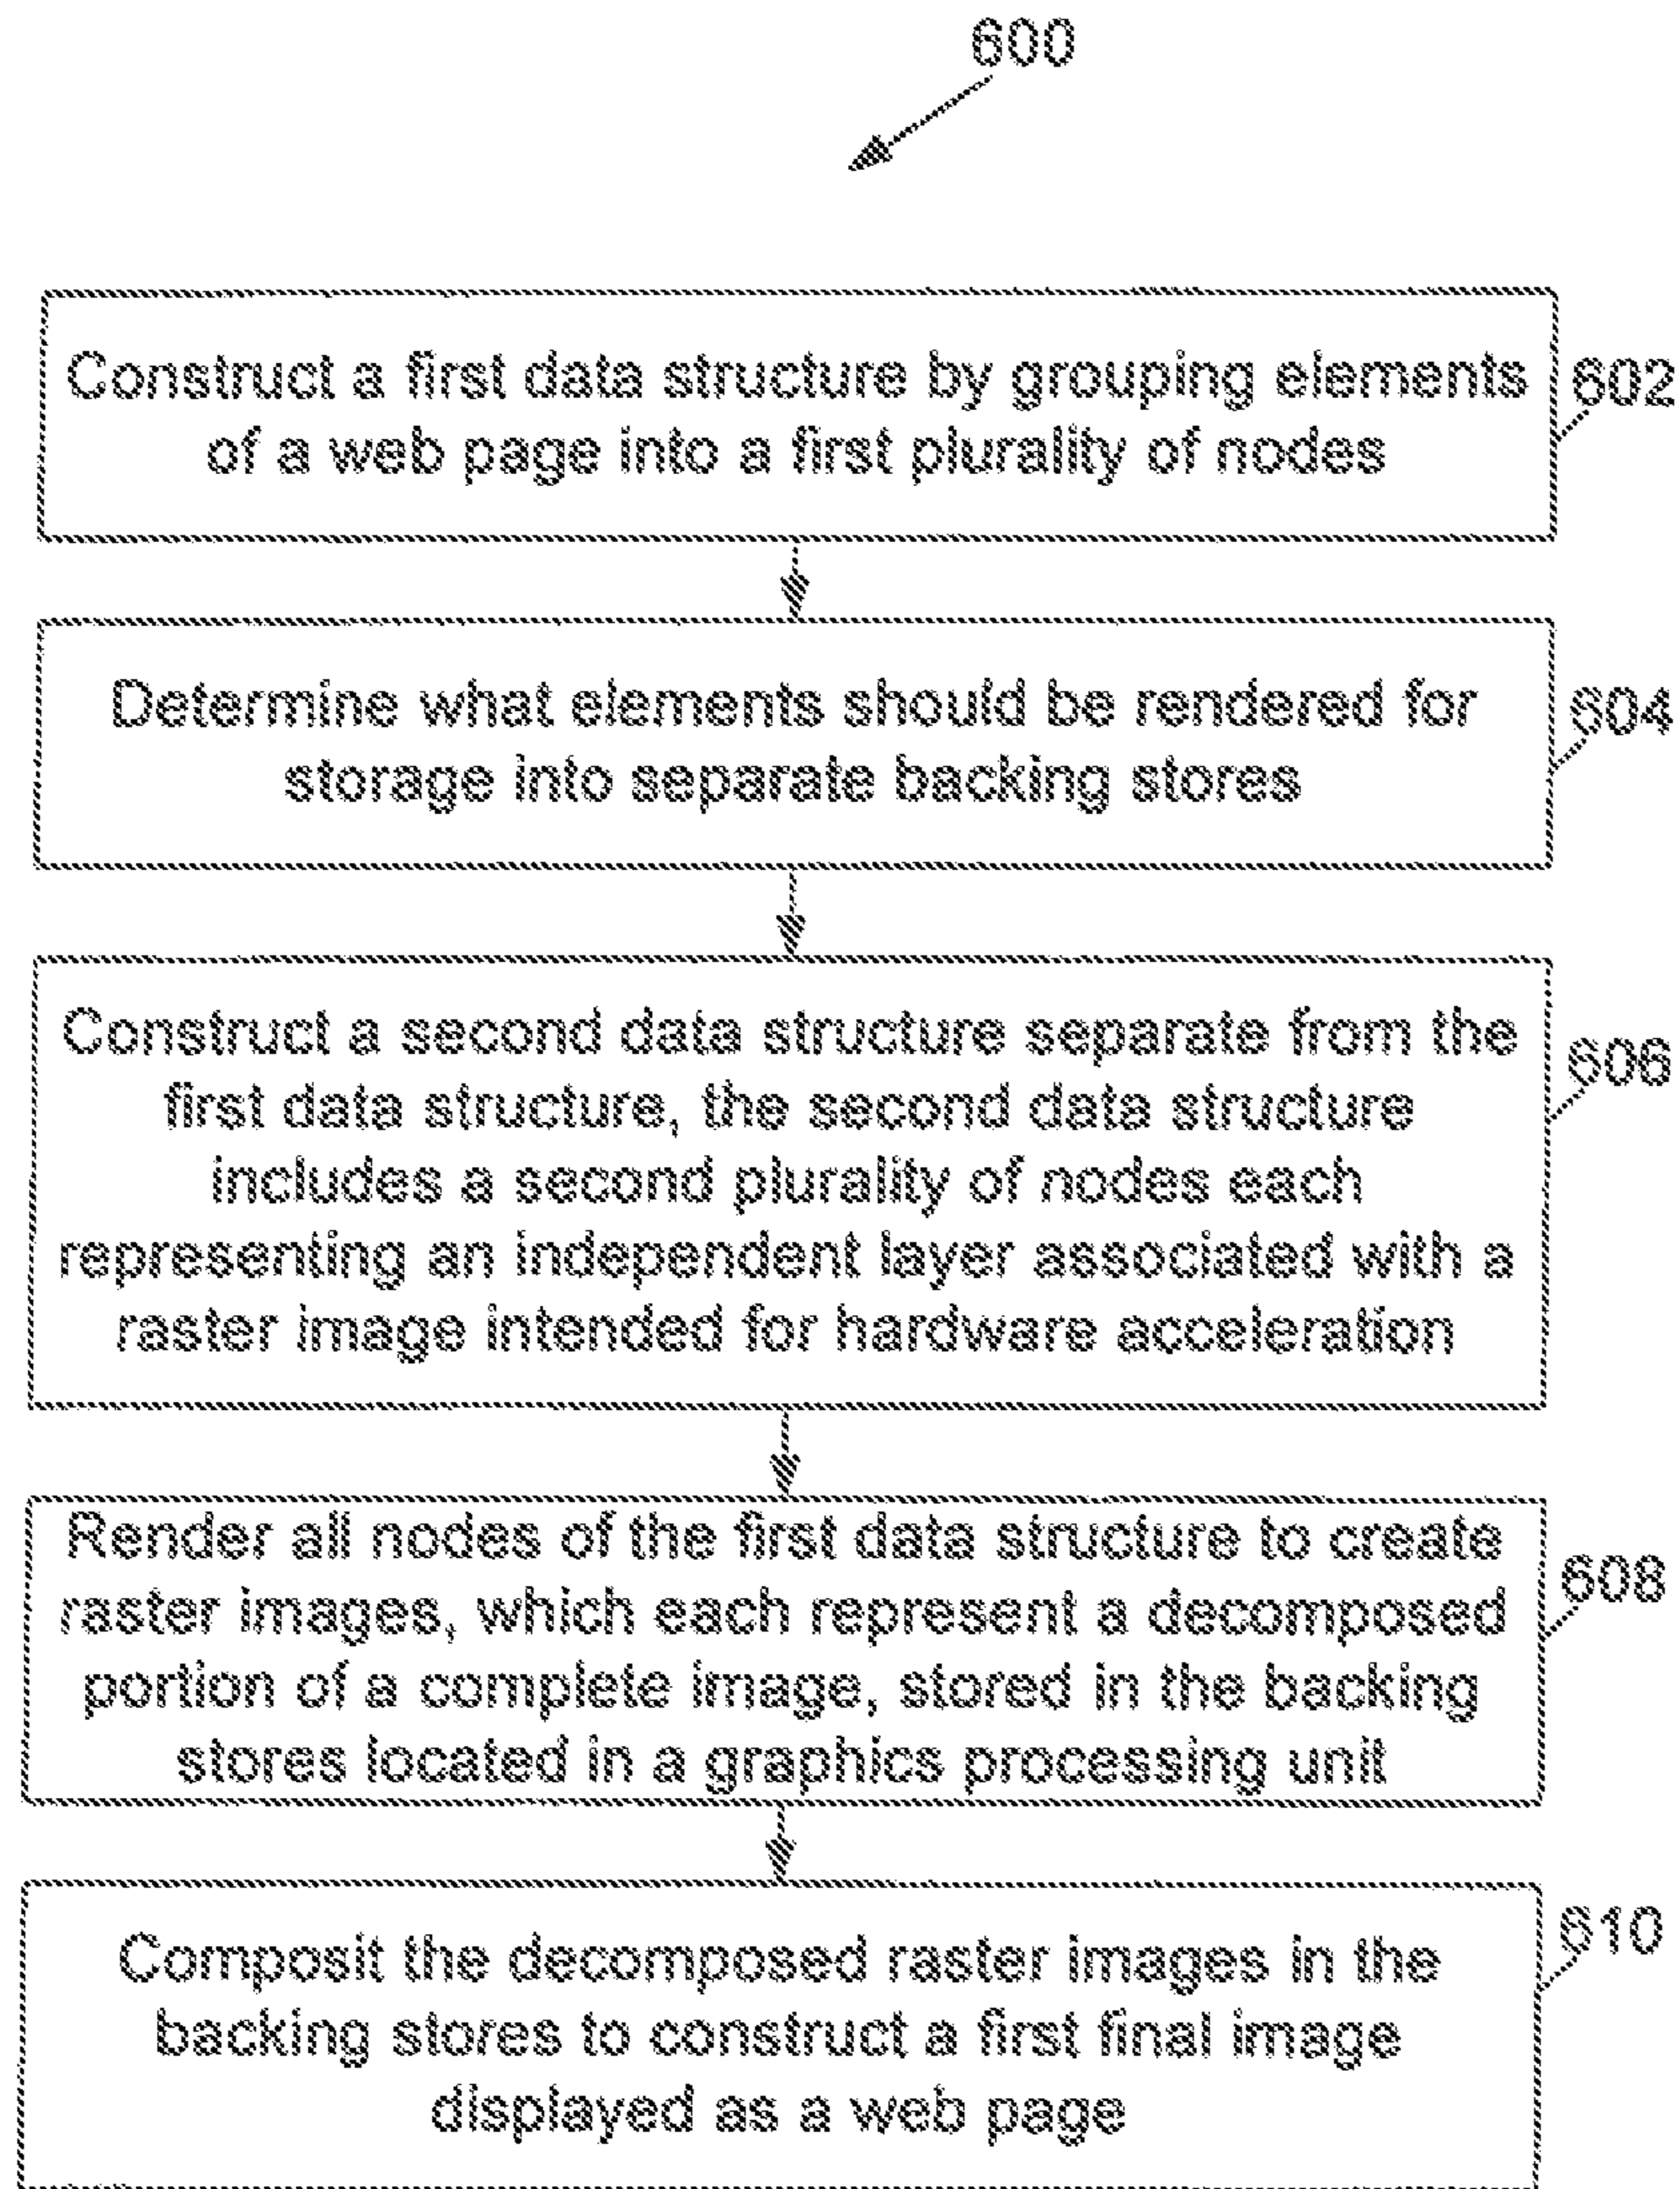 600
Construct a first data structure by grouping elements
of a web page into a first plurality of nodes
602
Determine what elements should be rendered for
storage into separate backing stores
604
Construct a second data structure separate from the
first data structure, the second data structure
includes a second plurality of nodes each
representing an independent layer associated with a
raster image intended for hardware acceleration
606
Render all nodes of the first data structure to create
raster images, which each represent a decomposed
portion of a complete image, stored in the backing
stores located in a graphics processing unit
608
Composit the decomposed raster images in the
backing stores to construct a first final image
displayed as a web page
610